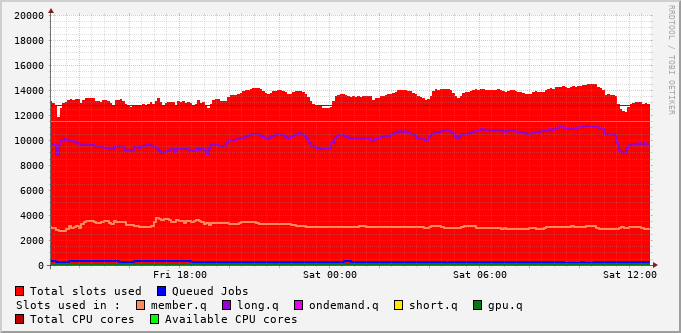 20000
18000
16000
14000
12000
10000
8000
6000
4000
2000
0
Fri 18:00 Sat 00:00 Sat 06:00 Sat 12:00
Total slots used Queued Jobs
Slots used in : member.q long.q ondemand.q short.q gpu.q
Total CPU cores Available CPU cores
RRDTOOL / TOBI OETIKER